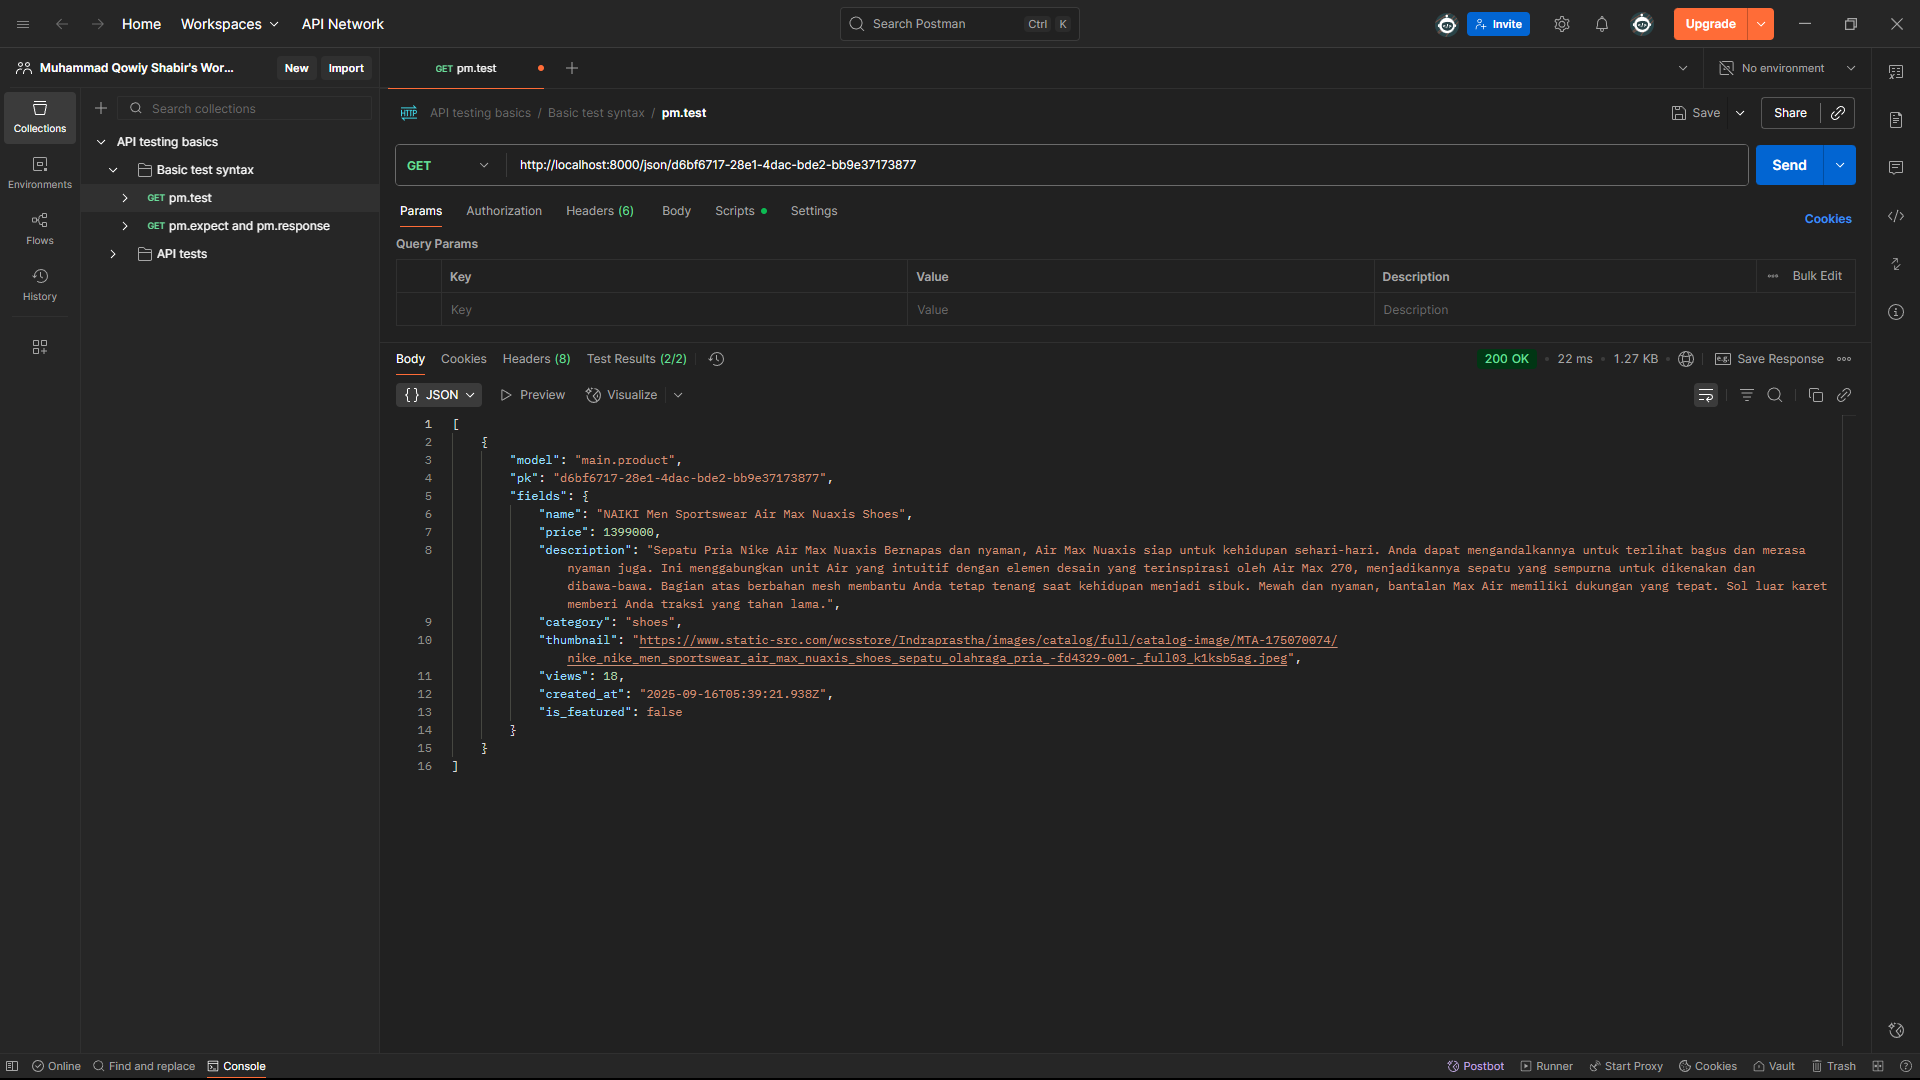 Home Workspaces API Network Search Postman Ctrl K Invite Upgrade
Muhammad Qowiy Shabir's Wor... New Import GET pm.test No environment
Collections
Environments
Flows
History
Search collections
API testing basics
Basic test syntax
GET pm.test
GET pm.expect and pm.response
API tests
HTTP API testing basics / Basic test syntax / pm.test Save Share
GET http://localhost:8000/json/d6bf6717-28e1-4dac-bde2-bb9e37173877 Send
Params Authorization Headers (6) Body Scripts Settings Cookies
Query Params
Key Value Description Bulk Edit
Key Value Description
Body Cookies Headers (8) Test Results (2/2) 200 OK • 22 ms • 1.27 KB • e.g. Save Response
{} JSON Preview Visualize
1 [
2 {
3 "model": "main.product",
4 "pk": "d6bf6717-28e1-4dac-bde2-bb9e37173877",
5 "fields": {
6 "name": "NAIKI Men Sportswear Air Max Nuaxis Shoes",
7 "price": 1399000,
8 "description": "Sepatu Pria Nike Air Max Nuaxis Bernapas dan nyaman, Air Max Nuaxis siap untuk kehidupan sehari-hari. Anda dapat mengandalkannya untuk terlihat bagus dan merasa
nyaman juga. Ini menggabungkan unit Air yang intuitif dengan elemen desain yang terinspirasi oleh Air Max 270, menjadikannya sepatu yang sempurna untuk dikenakan dan
dibawa-bawa. Bagian atas berbahan mesh membantu Anda tetap tenang saat kehidupan menjadi sibuk. Mewah dan nyaman, bantalan Max Air memiliki dukungan yang tepat. Sol luar karet
memberi Anda traksi yang tahan lama.",
9 "category": "shoes",
10 "thumbnail": "https://www.static-src.com/wcsstore/Indraprastha/images/catalog/full/catalog-image/MTA-175070074/
nike_nike_men_sportswear_air_max_nuaxis_shoes_sepatu_olahraga_pria_-fd4329-001-_full03_k1ksb5ag.jpeg",
11 "views": 18,
12 "created_at": "2025-09-16T05:39:21.938Z",
13 "is_featured": false
14 }
15 }
16 ]
Online Find and replace Console Postbot Runner Start Proxy Cookies Vault Trash